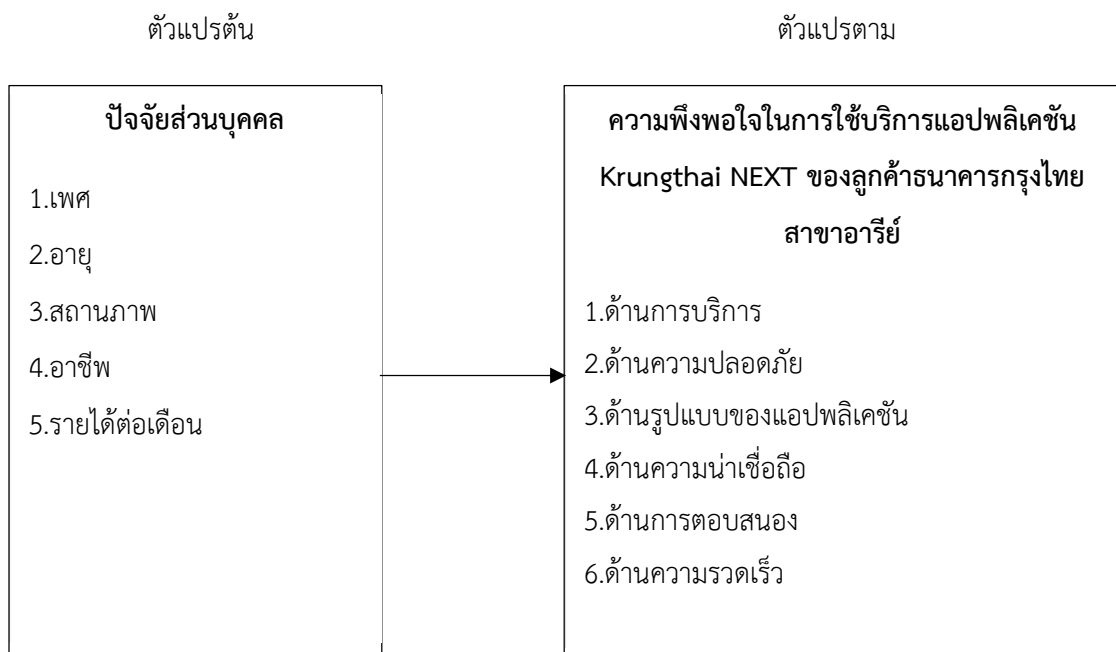 ตัวแปรต้น
ตัวแปรตาม
ปัจจัยส่วนบุคคล
1.เพศ
2.อายุ
3.สถานภาพ
4.อาชีพ
5.รายได้ต่อเดือน
ความพึงพอใจในการใช้บริการแอปพลิเคชัน
Krungthai NEXT ของลูกค้าธนาคารกรุงไทย
สาขาอารีย์
1.ด้านการบริการ
2.ด้านความปลอดภัย
3.ด้านรูปแบบของแอปพลิเคชัน
4.ด้านความน่าเชื่อถือ
5.ด้านการตอบสนอง
6.ด้านความรวดเร็ว